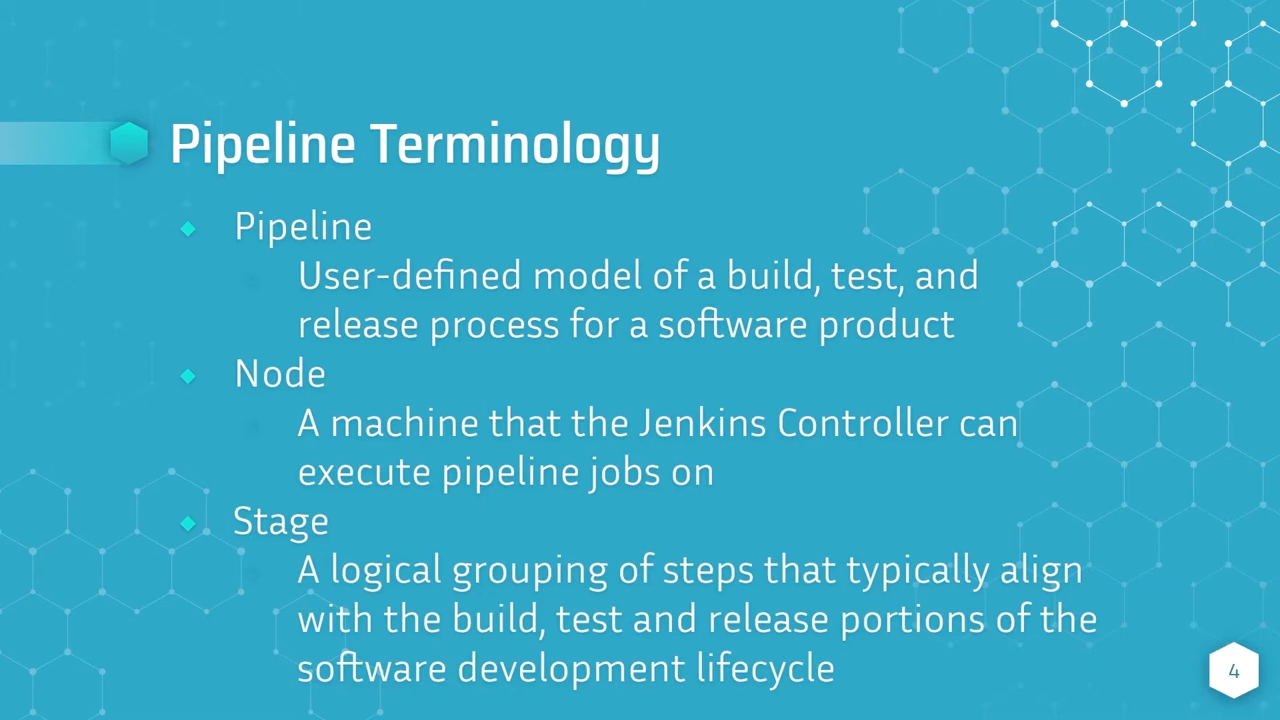 Pipeline Terminology
Pipeline
User-defined model of a build, test, and
release process for a software product
Node
A machine that the Jenkins Controller can
execute pipeline jobs on
Stage
A logical grouping of steps that typically align
with the build, test and release portions of the
software development lifecycle
4